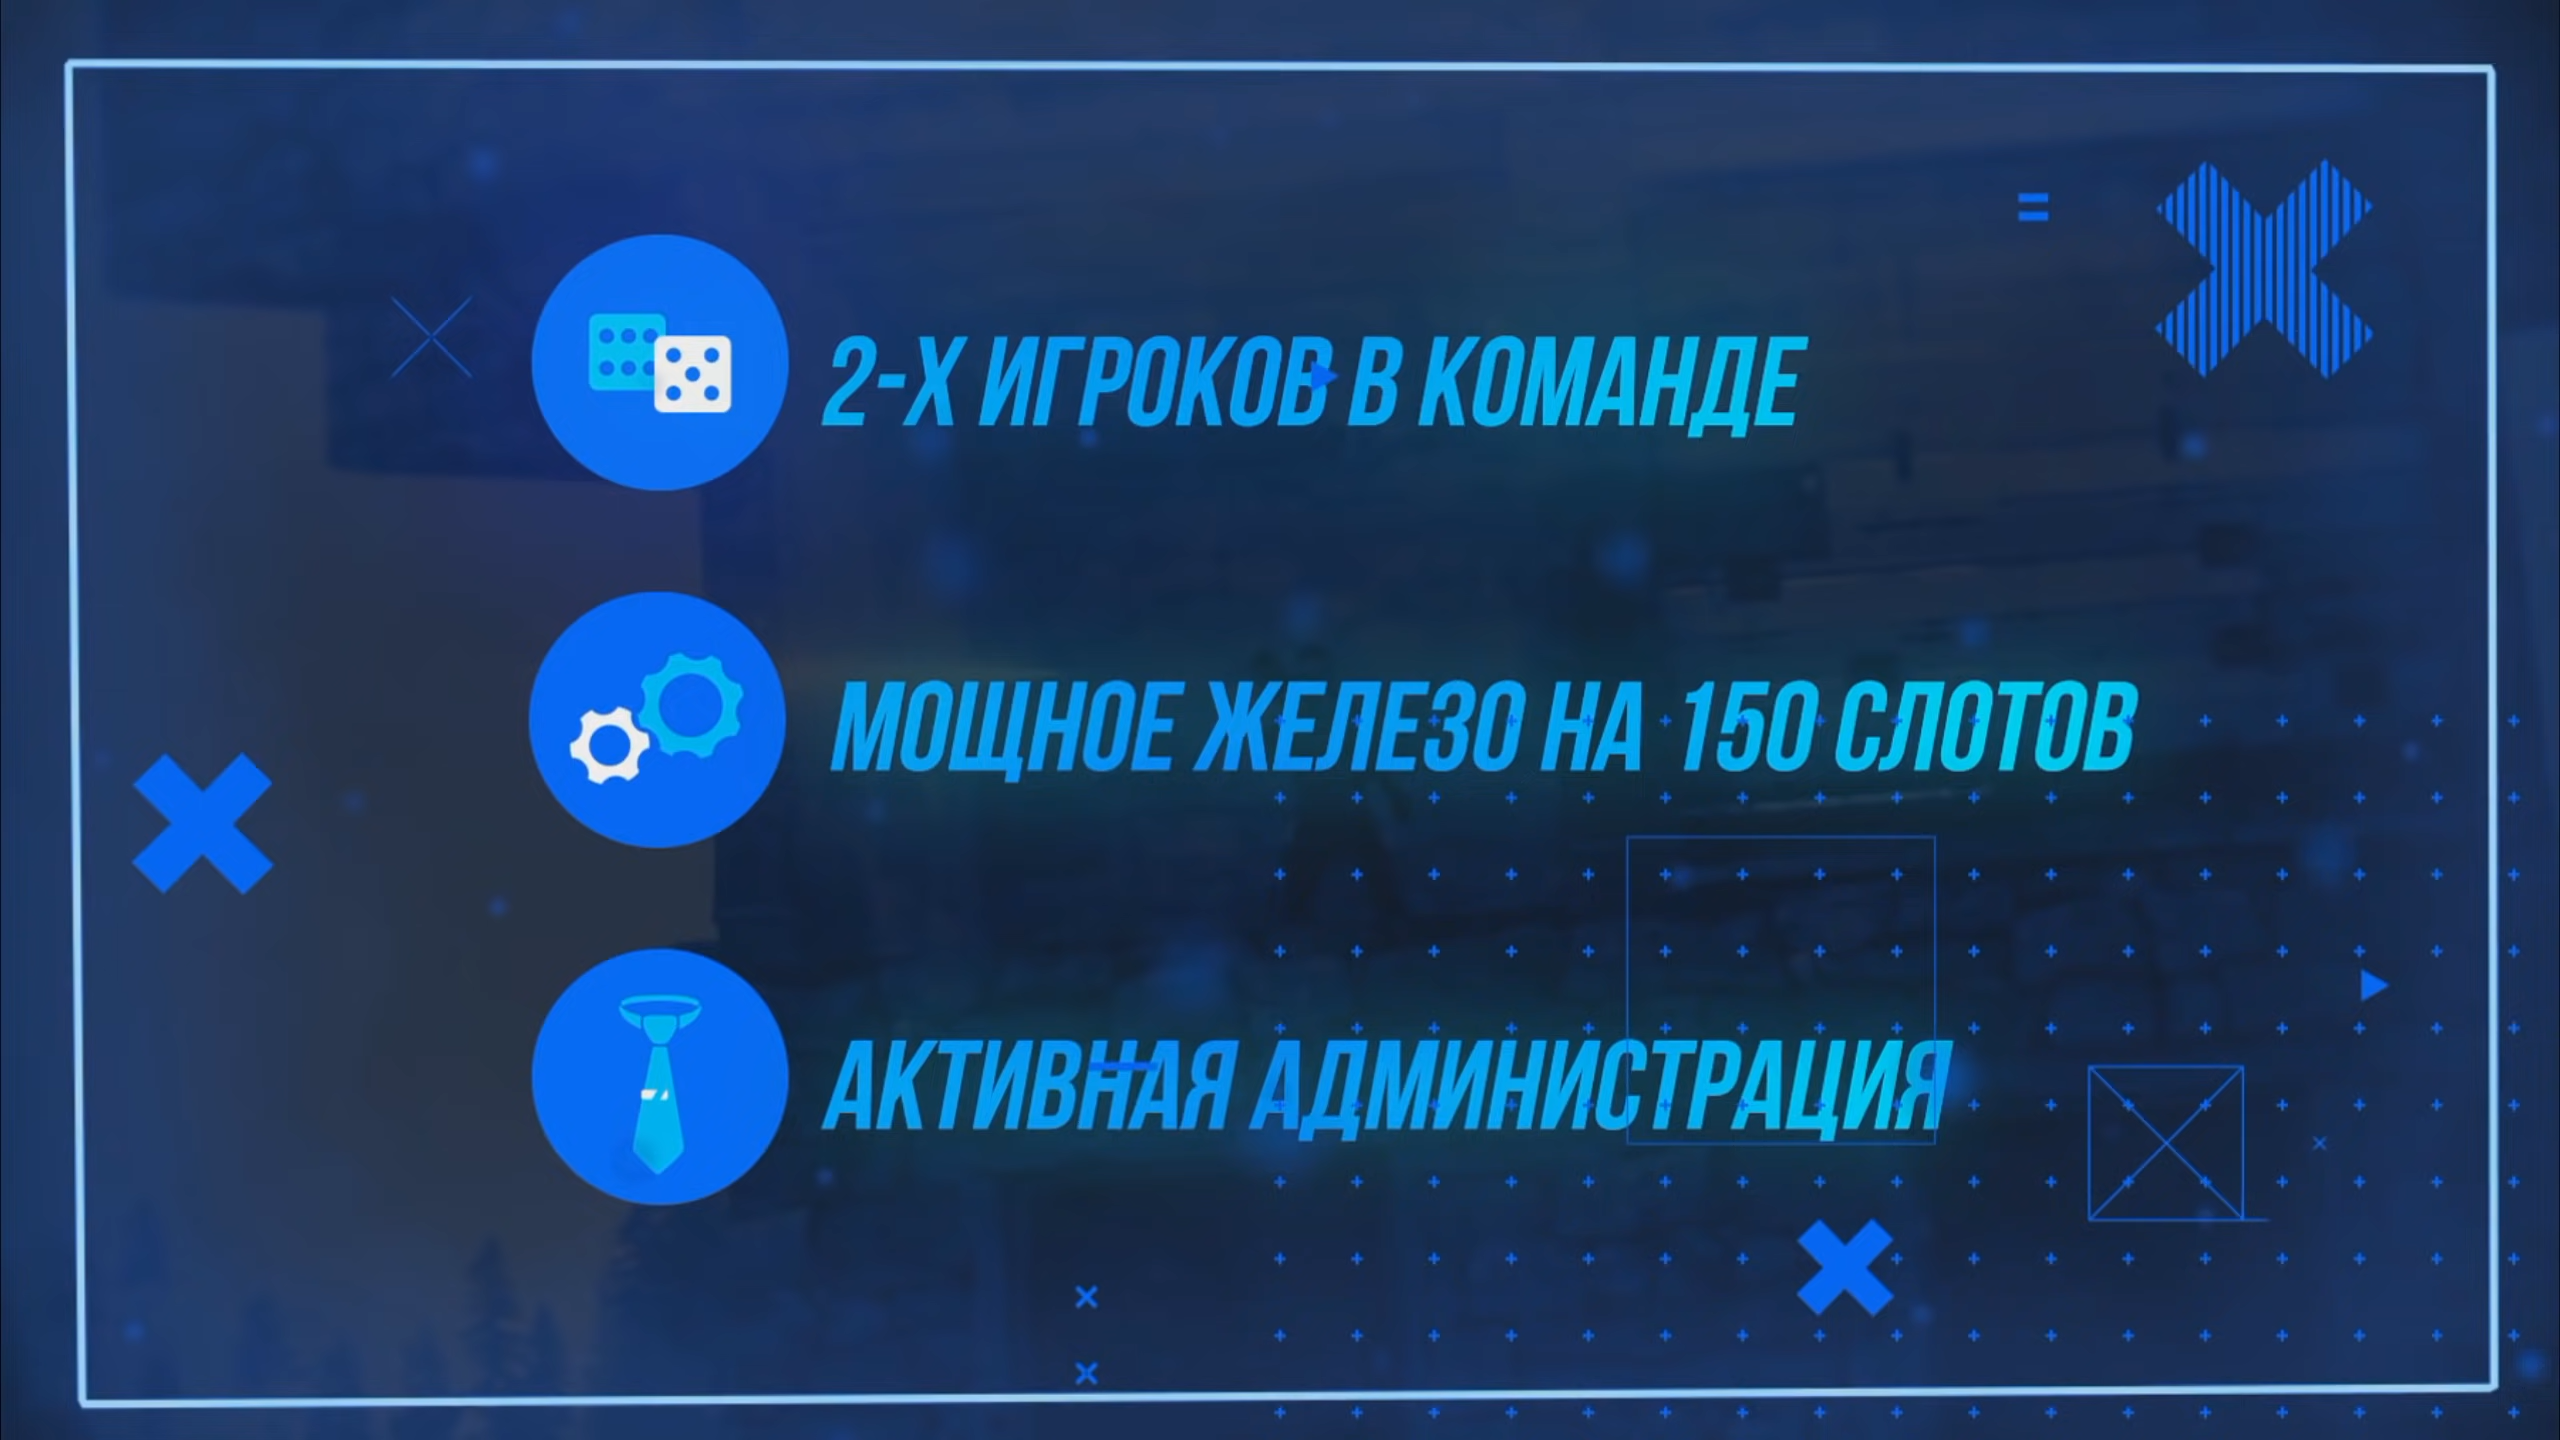 2-Х ИГРОКОВ В КОМАНДЕ
МОЩНОЕ ЖЕЛЕЗО НА 150 СЛОТОВ
АКТИВНАЯ АДМИНИСТРАЦИЯ